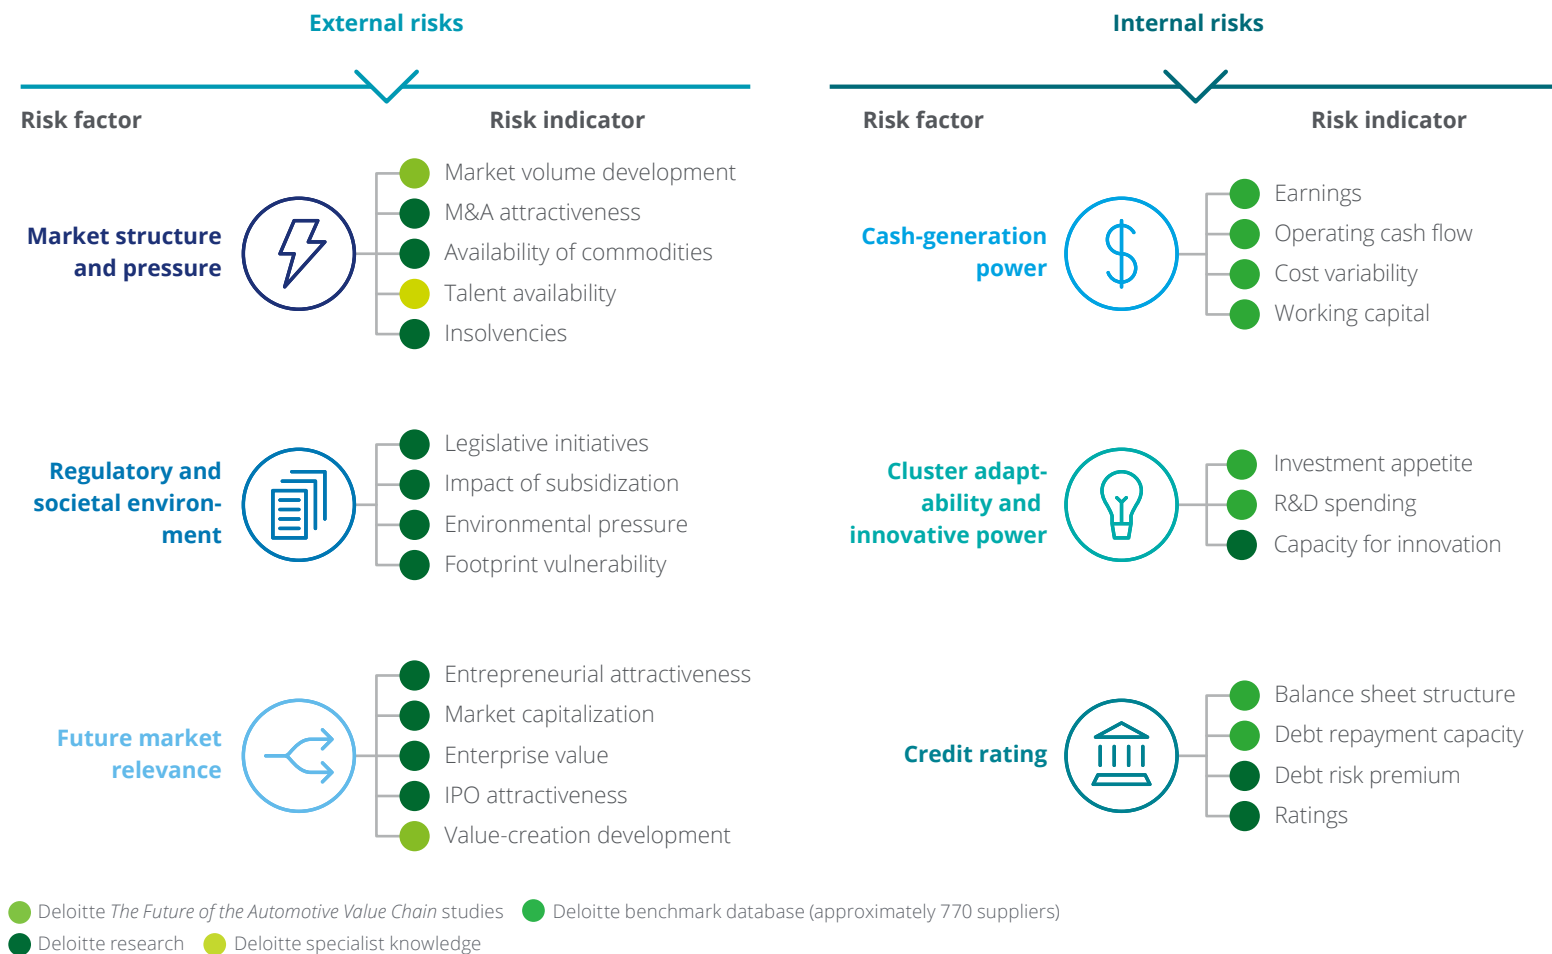 External risks
Risk factor
Risk indicator
Market structure
and pressure
Market volume development
M&A attractiveness
Availability of commodities
Talent availability
Insolvencies
Regulatory and
societal environ-
ment
Legislative initiatives
Impact of subsidization
Environmental pressure
Footprint vulnerability
Future market
relevance
Entrepreneurial attractiveness
Market capitalization
Enterprise value
IPO attractiveness
Value-creation development
Internal risks
Risk factor
Risk indicator
Cash-generation
power
Earnings
Operating cash flow
Cost variability
Working capital
Cluster adapt-
ability and
innovative power
Investment appetite
R&D spending
Capacity for innovation
Credit rating
Balance sheet structure
Debt repayment capacity
Debt risk premium
Ratings
Deloitte The Future of the Automotive Value Chain studies
Deloitte benchmark database (approximately 770 suppliers)
Deloitte research
Deloitte specialist knowledge